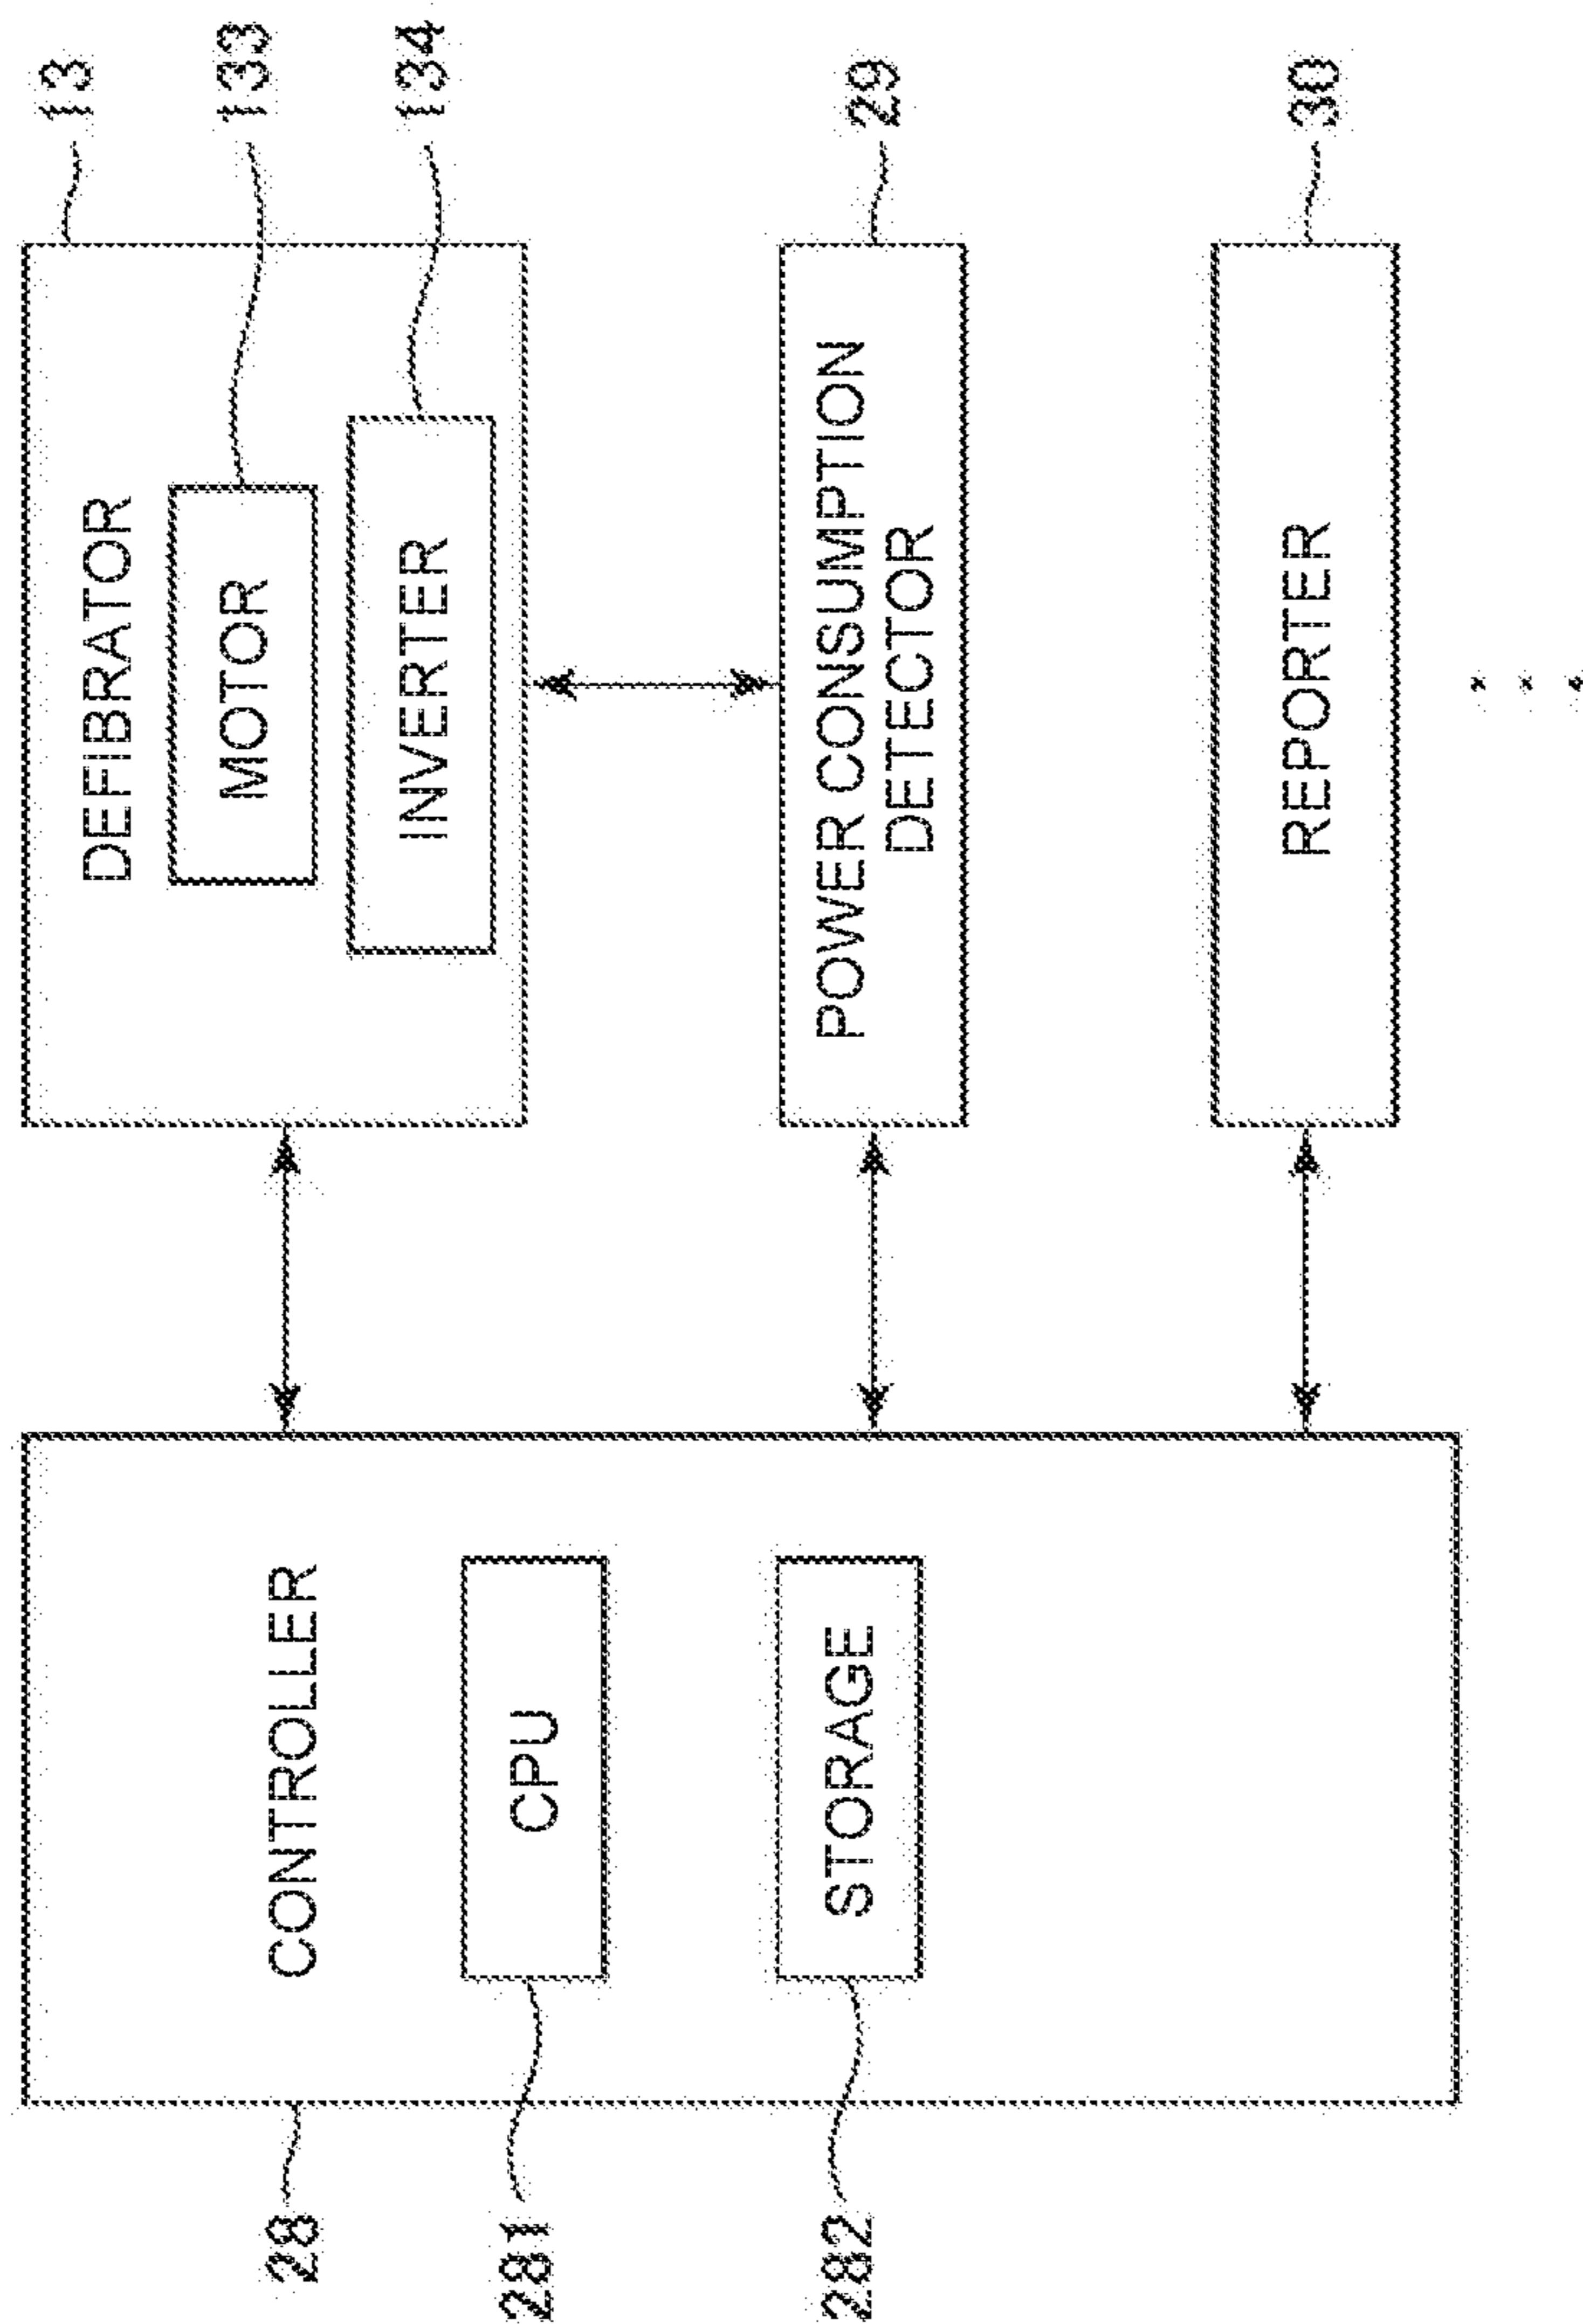 28
CONTROLLER
281
CPU
282
STORAGE
DEFIBRATOR
13
MOTOR
133
INVERTER
134
POWER CONSUMPTION
DETECTOR
29
REPORTER
30